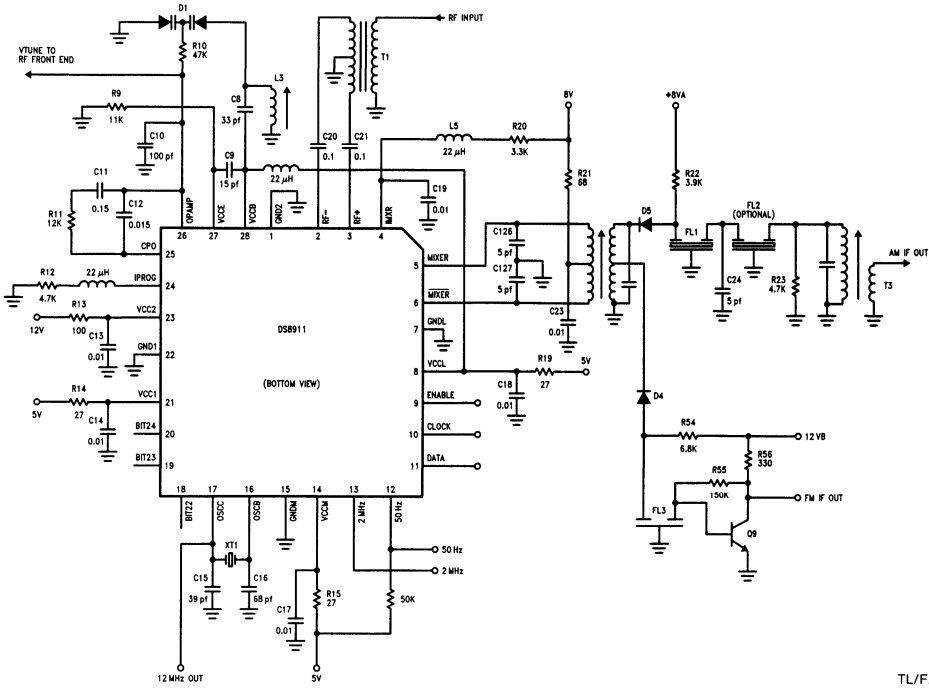 D1
RF INPUT
R10
47K
T1
VTUNE TO
RF FRONT END
L3
8V
+8VA
R9
11K
C8
33 pf
L5
22 μH
R20
3.3K
C10
100 pf
C20
0.1
C21
0.1
C9
15 pf
22 μH
R21
68
R22
3.9K
C11
0.15
C12
0.015
R11
12K
C19
0.01
D5
FL2
(OPTIONAL)
FL1
OPAMP
VCCE
VCCB
GND2
RF-
RF+
IMXR
26
27
28
1
2
3
4
CPO
25
5
MIXER
C126
5 pf
C127
5 pf
AM IF OUT
T3
R12
4.7K
22 μH
IPROG
24
C24
5 pf
R23
4.7K
6
MIXER
C23
0.01
12V
R13
100
VCC2
23
C13
0.01
7
GNDL
GND1
22
DS8911
(BOTTOM VIEW)
8
VCCL
R19
27
5V
C18
0.01
5V
R14
27
VCC1
21
C14
0.01
9
ENABLE
D4
BIT24
20
10
CLOCK
R54
6.8K
12 VB
BIT23
19
11
DATA
R56
330
R55
150K
FM IF OUT
18
17
16
15
14
13
12
BIT22
OSCC
OSCB
GNDM
VCCM
2 MHz
50 Hz
FL3
Q9
XT1
50 Hz
2 MHz
C15
39 pf
C16
68 pf
C17
0.01
R15
27
50K
12 MHz OUT
5V
TL/F